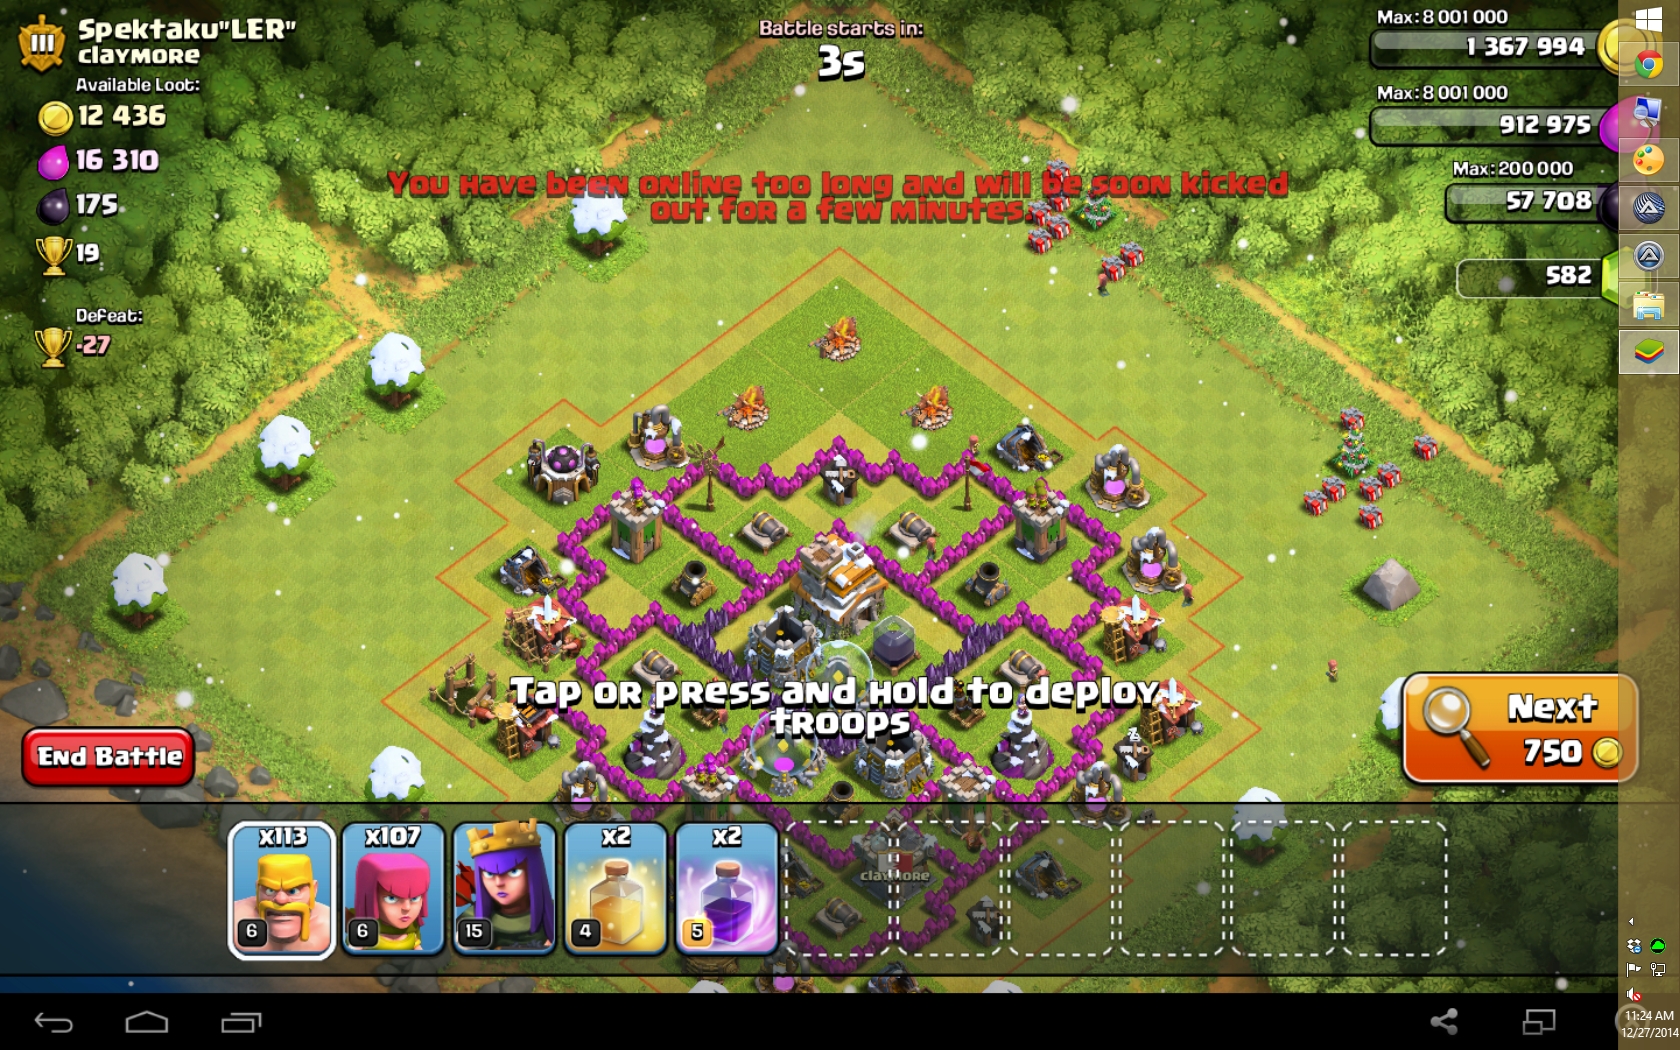 III
Spektaku"LER"
claymore
Available Loot:
12 436
16 310
175
19
Defeat:
-27
Battle starts in:
3s
Max: 8 001 000
1 367 994
Max: 8 001 000
912 975
Max: 200 000
57 708
582
You have been online too long and will be soon kicked
out for a few minutes.
Tap or press and hold to deploy
troops
End Battle
Next
750
x113
6
x107
6
15
x2
4
x2
5
claymore
11:24 AM
12/27/2014